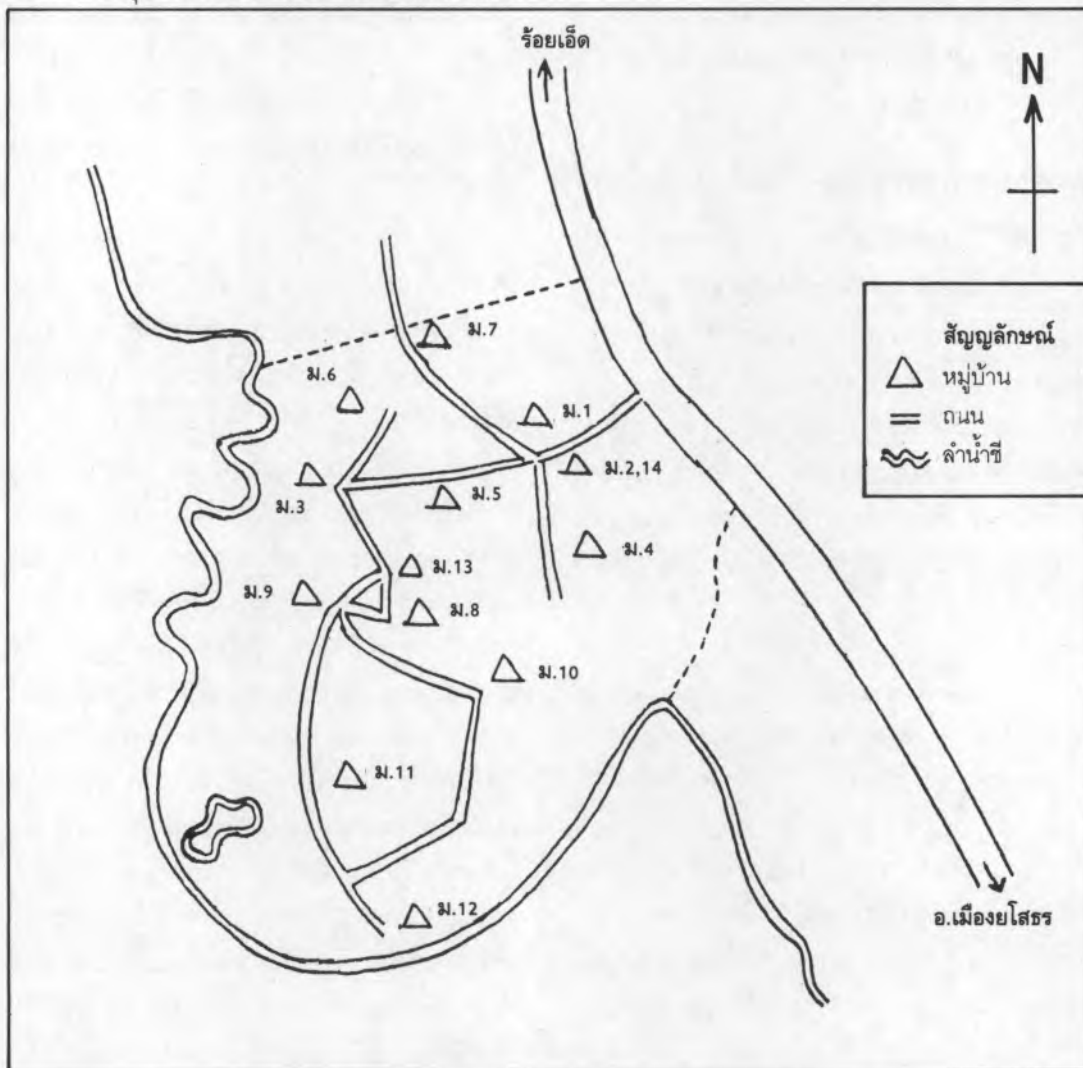 ร้อยเอ็ด
N
สัญญลักษณ์
หมู่บ้าน
ถนน
ลำน้ำชี
ม.7
ม.6
ม.1
ม.2,14
ม.3
ม.5
ม.4
ม.13
ม.9
ม.8
ม.10
ม.11
ม.12
อ.เมืองยโสธร